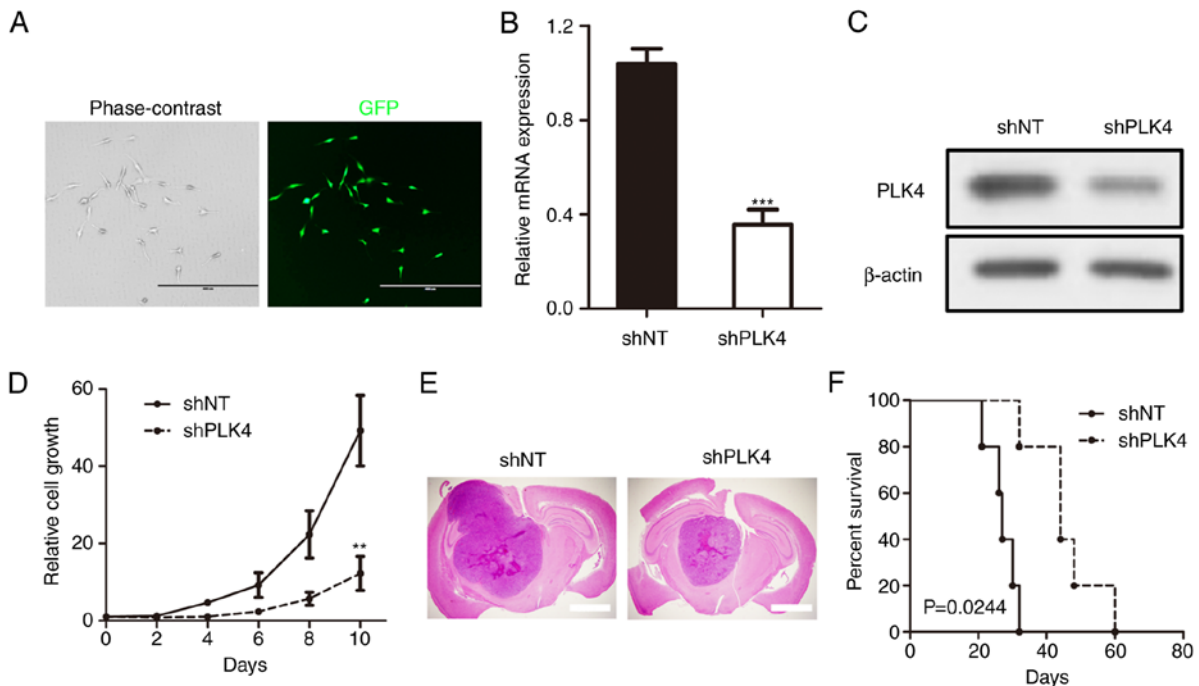 A
Phase-contrast
GFP
B
Relative mRNA expression
1.2
0.8
0.4
0.0
***
shNT
shPLK4
C
shNT
shPLK4
PLK4
β-actin
D
Relative cell growth
60
40
20
0
shNT
shPLK4
**
0 2 4 6 8 10
Days
E
shNT
shPLK4
F
Percent survival
100
80
60
40
20
0
shNT
shPLK4
P=0.0244
0 20 40 60 80
Days